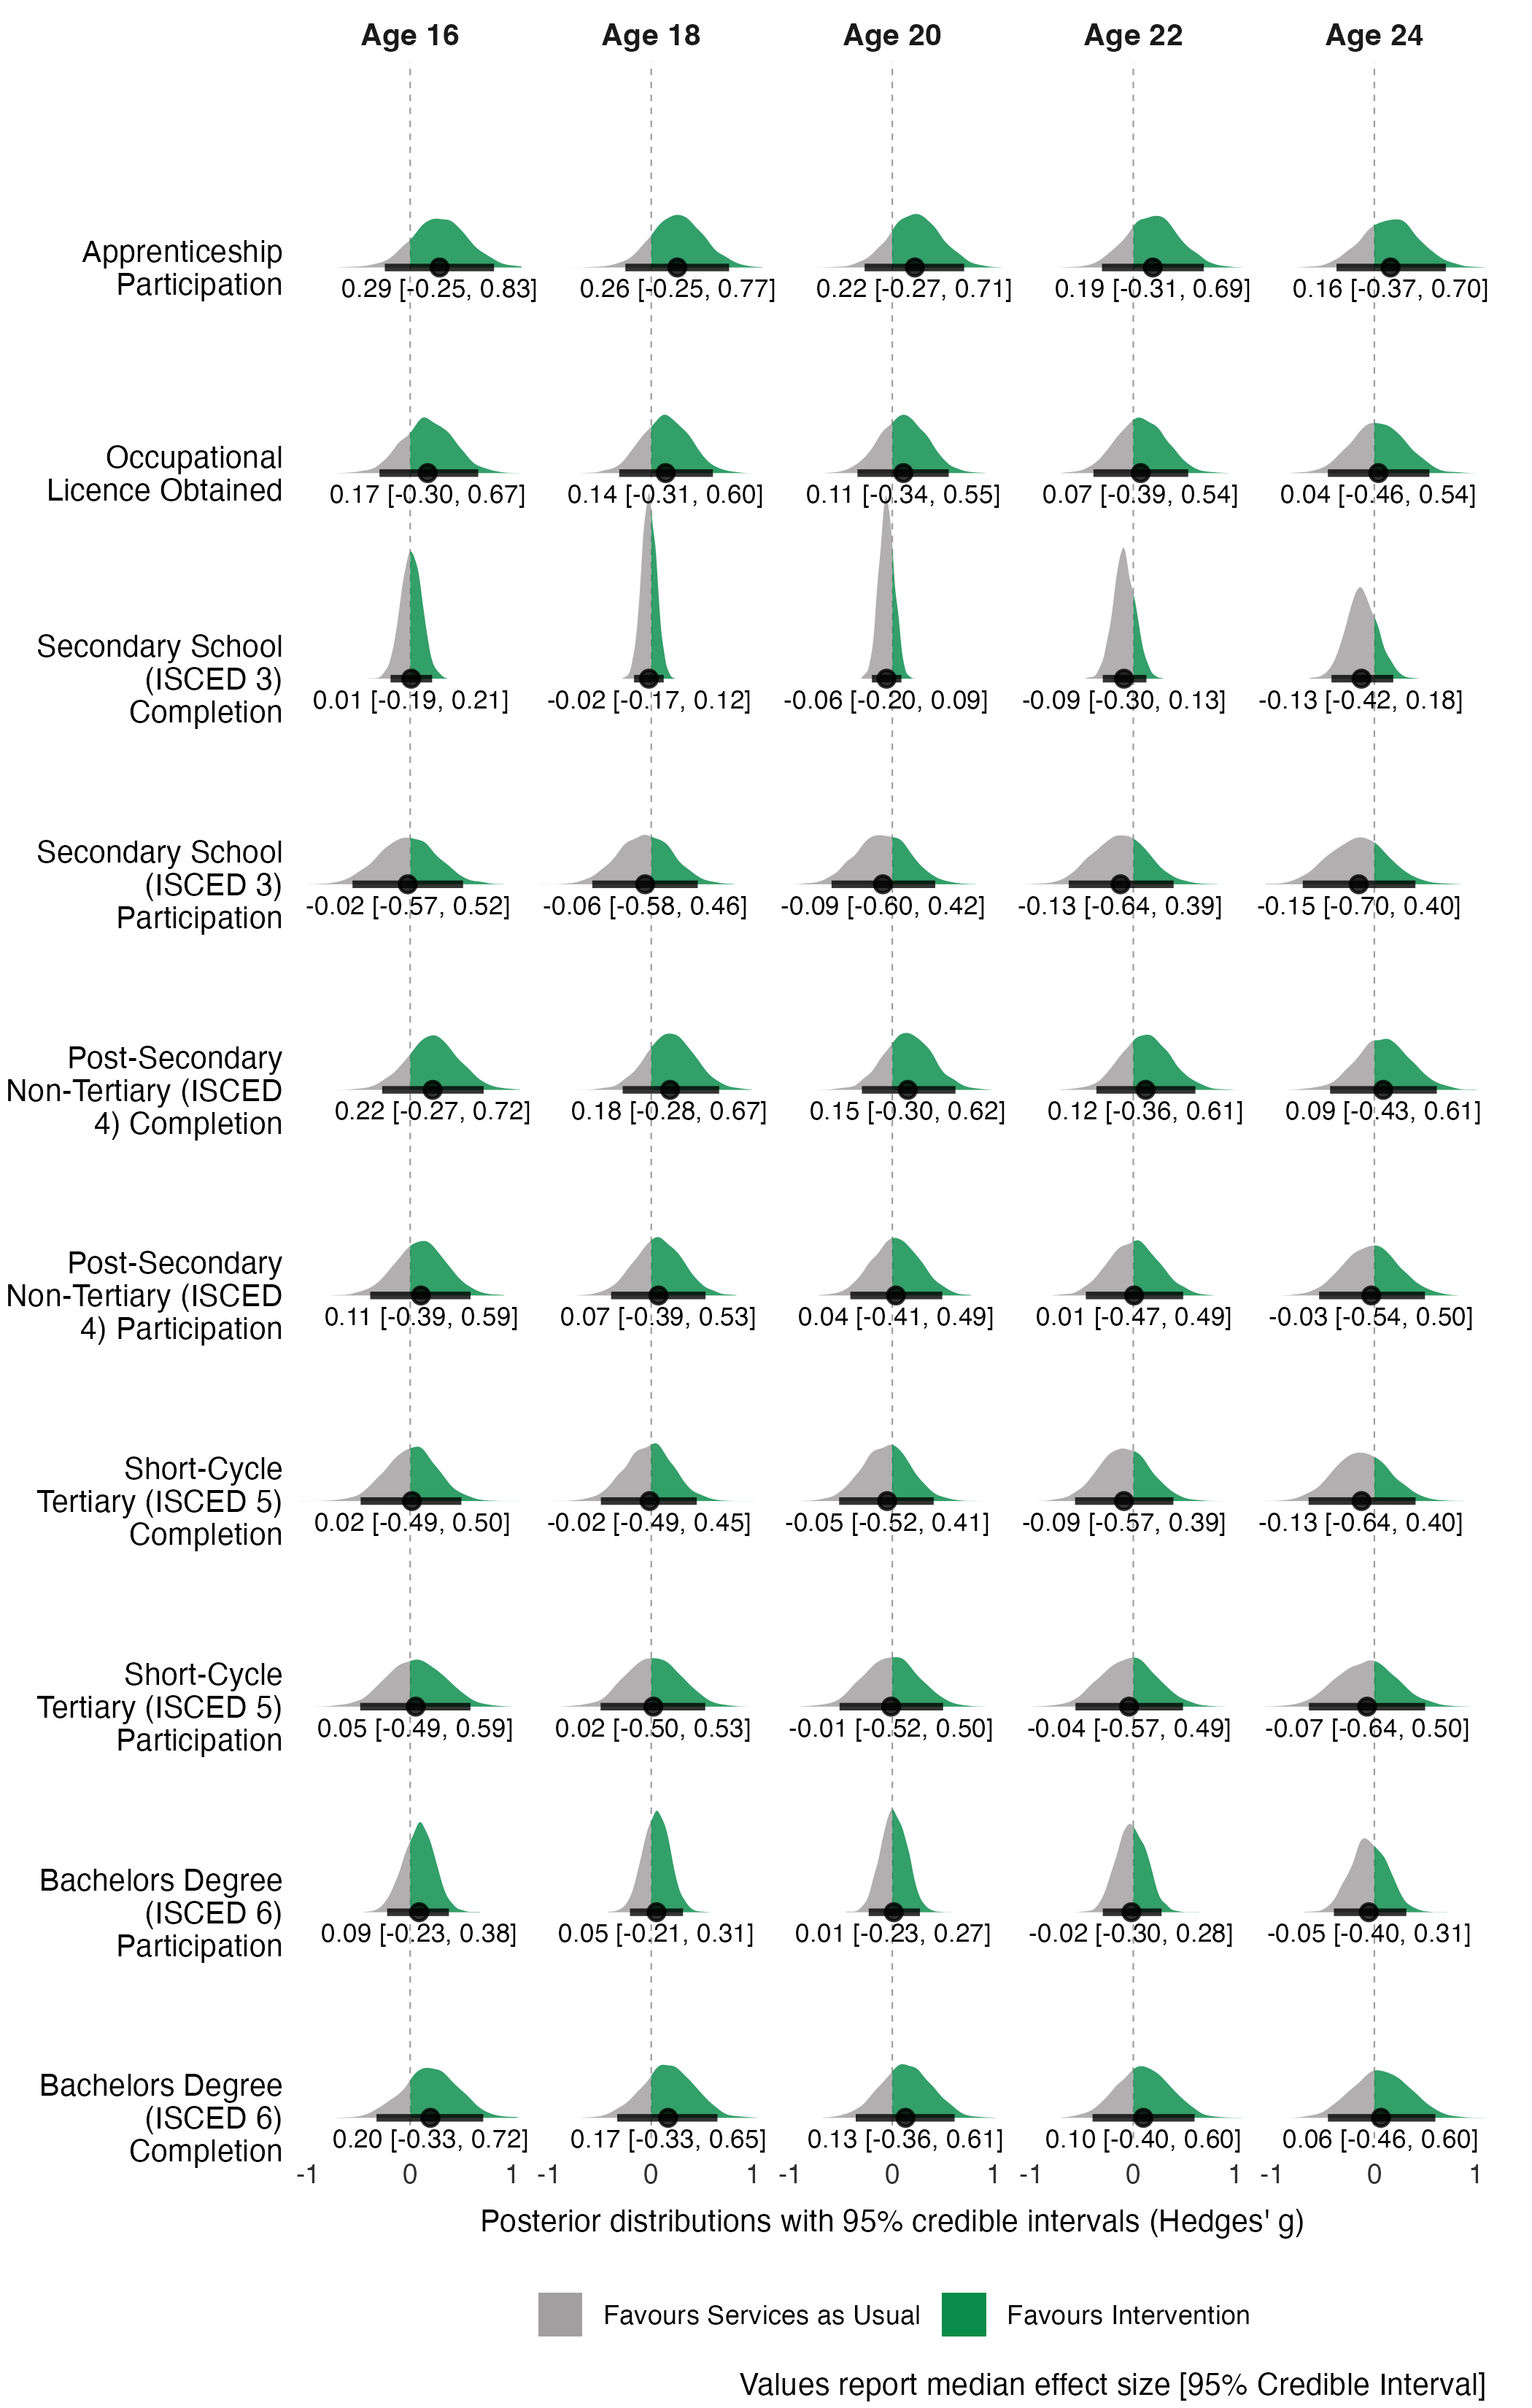 Age 16 Age 18 Age 20 Age 22 Age 24
Apprenticeship
Participation
0.29 [-0.25, 0.83] 0.26 [-0.25, 0.77] 0.22 [-0.27, 0.71] 0.19 [-0.31, 0.69] 0.16 [-0.37, 0.70]
Occupational
Licence Obtained
0.17 [-0.30, 0.67] 0.14 [-0.31, 0.60] 0.11 [-0.34, 0.55] 0.07 [-0.39, 0.54] 0.04 [-0.46, 0.54]
Secondary School
(ISCED 3)
Completion
0.01 [-0.19, 0.21] -0.02 [-0.17, 0.12] -0.06 [-0.20, 0.09] -0.09 [-0.30, 0.13] -0.13 [-0.42, 0.18]
Secondary School
(ISCED 3)
Participation
-0.02 [-0.57, 0.52] -0.06 [-0.58, 0.46] -0.09 [-0.60, 0.42] -0.13 [-0.64, 0.39] -0.15 [-0.70, 0.40]
Post-Secondary
Non-Tertiary (ISCED
4) Completion
0.22 [-0.27, 0.72] 0.18 [-0.28, 0.67] 0.15 [-0.30, 0.62] 0.12 [-0.36, 0.61] 0.09 [-0.43, 0.61]
Post-Secondary
Non-Tertiary (ISCED
4) Participation
0.11 [-0.39, 0.59] 0.07 [-0.39, 0.53] 0.04 [-0.41, 0.49] 0.01 [-0.47, 0.49] -0.03 [-0.54, 0.50]
Short-Cycle
Tertiary (ISCED 5)
Completion
0.02 [-0.49, 0.50] -0.02 [-0.49, 0.45] -0.05 [-0.52, 0.41] -0.09 [-0.57, 0.39] -0.13 [-0.64, 0.40]
Short-Cycle
Tertiary (ISCED 5)
Participation
0.05 [-0.49, 0.59] 0.02 [-0.50, 0.53] -0.01 [-0.52, 0.50] -0.04 [-0.57, 0.49] -0.07 [-0.64, 0.50]
Bachelors Degree
(ISCED 6)
Participation
0.09 [-0.23, 0.38] 0.05 [-0.21, 0.31] 0.01 [-0.23, 0.27] -0.02 [-0.30, 0.28] -0.05 [-0.40, 0.31]
Bachelors Degree
(ISCED 6)
Completion
0.20 [-0.33, 0.72] 0.17 [-0.33, 0.65] 0.13 [-0.36, 0.61] 0.10 [-0.40, 0.60] 0.06 [-0.46, 0.60]
-1 0 1 -1 0 1 -1 0 1 -1 0 1 -1 0 1
Posterior distributions with 95% credible intervals (Hedges' g)
Favours Services as Usual Favours Intervention
Values report median effect size [95% Credible Interval]